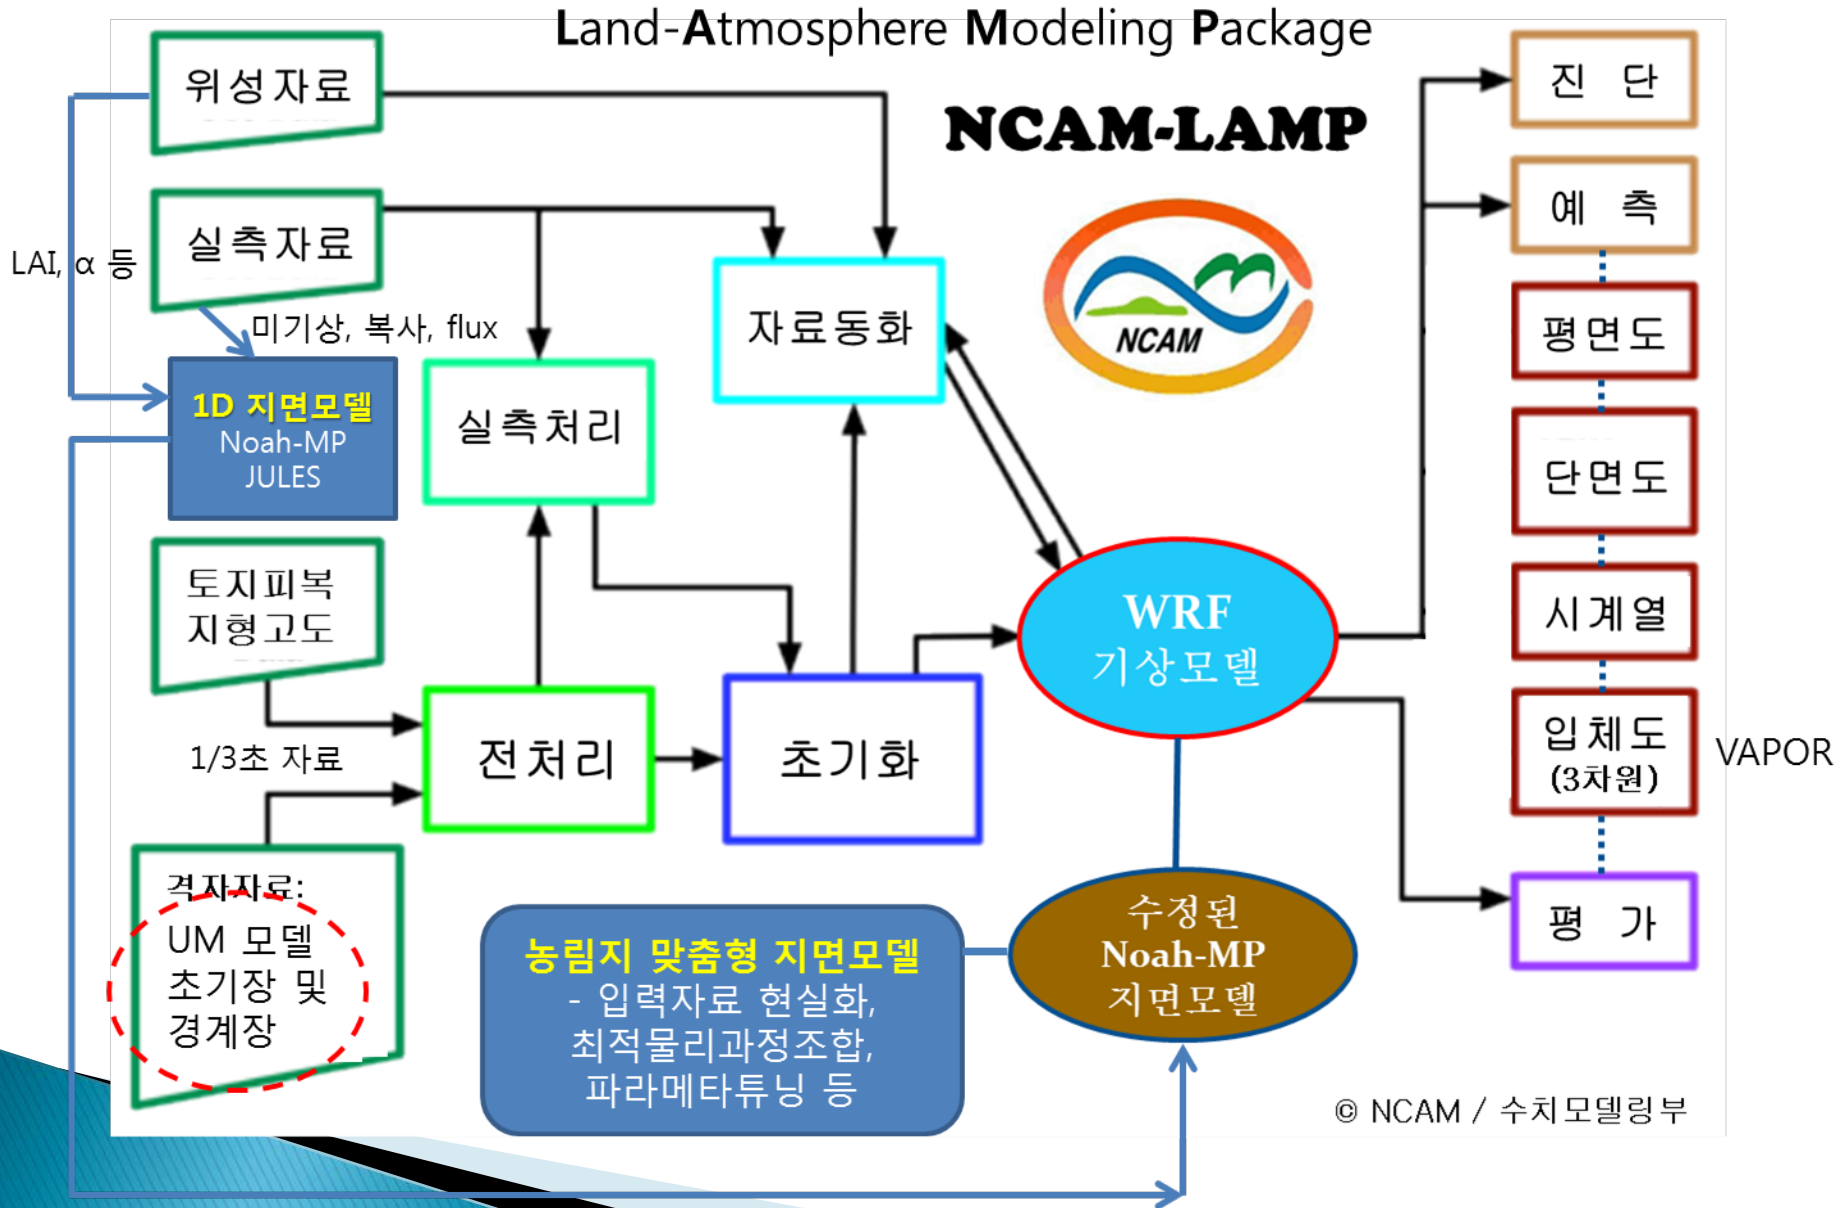 Land-Atmosphere Modeling Package
NCAM-LAMP
NCAM
위성자료
실측자료
LAI, α 등
미기상, 복사, flux
1D 지면모델
Noah-MP
JULES
실측처리
자료동화
토지피복
지형고도
1/3초 자료
전처리
초기화
WRF
기상모델
격자자료:
UM 모델
초기장 및
경계장
농림지 맞춤형 지면모델
- 입력자료 현실화,
최적물리과정조합,
파라메타튜닝 등
수정된
Noah-MP
지면모델
진 단
예 측
평면도
단면도
시계열
입체도
(3차원)
VAPOR
평 가
© NCAM / 수치모델링부